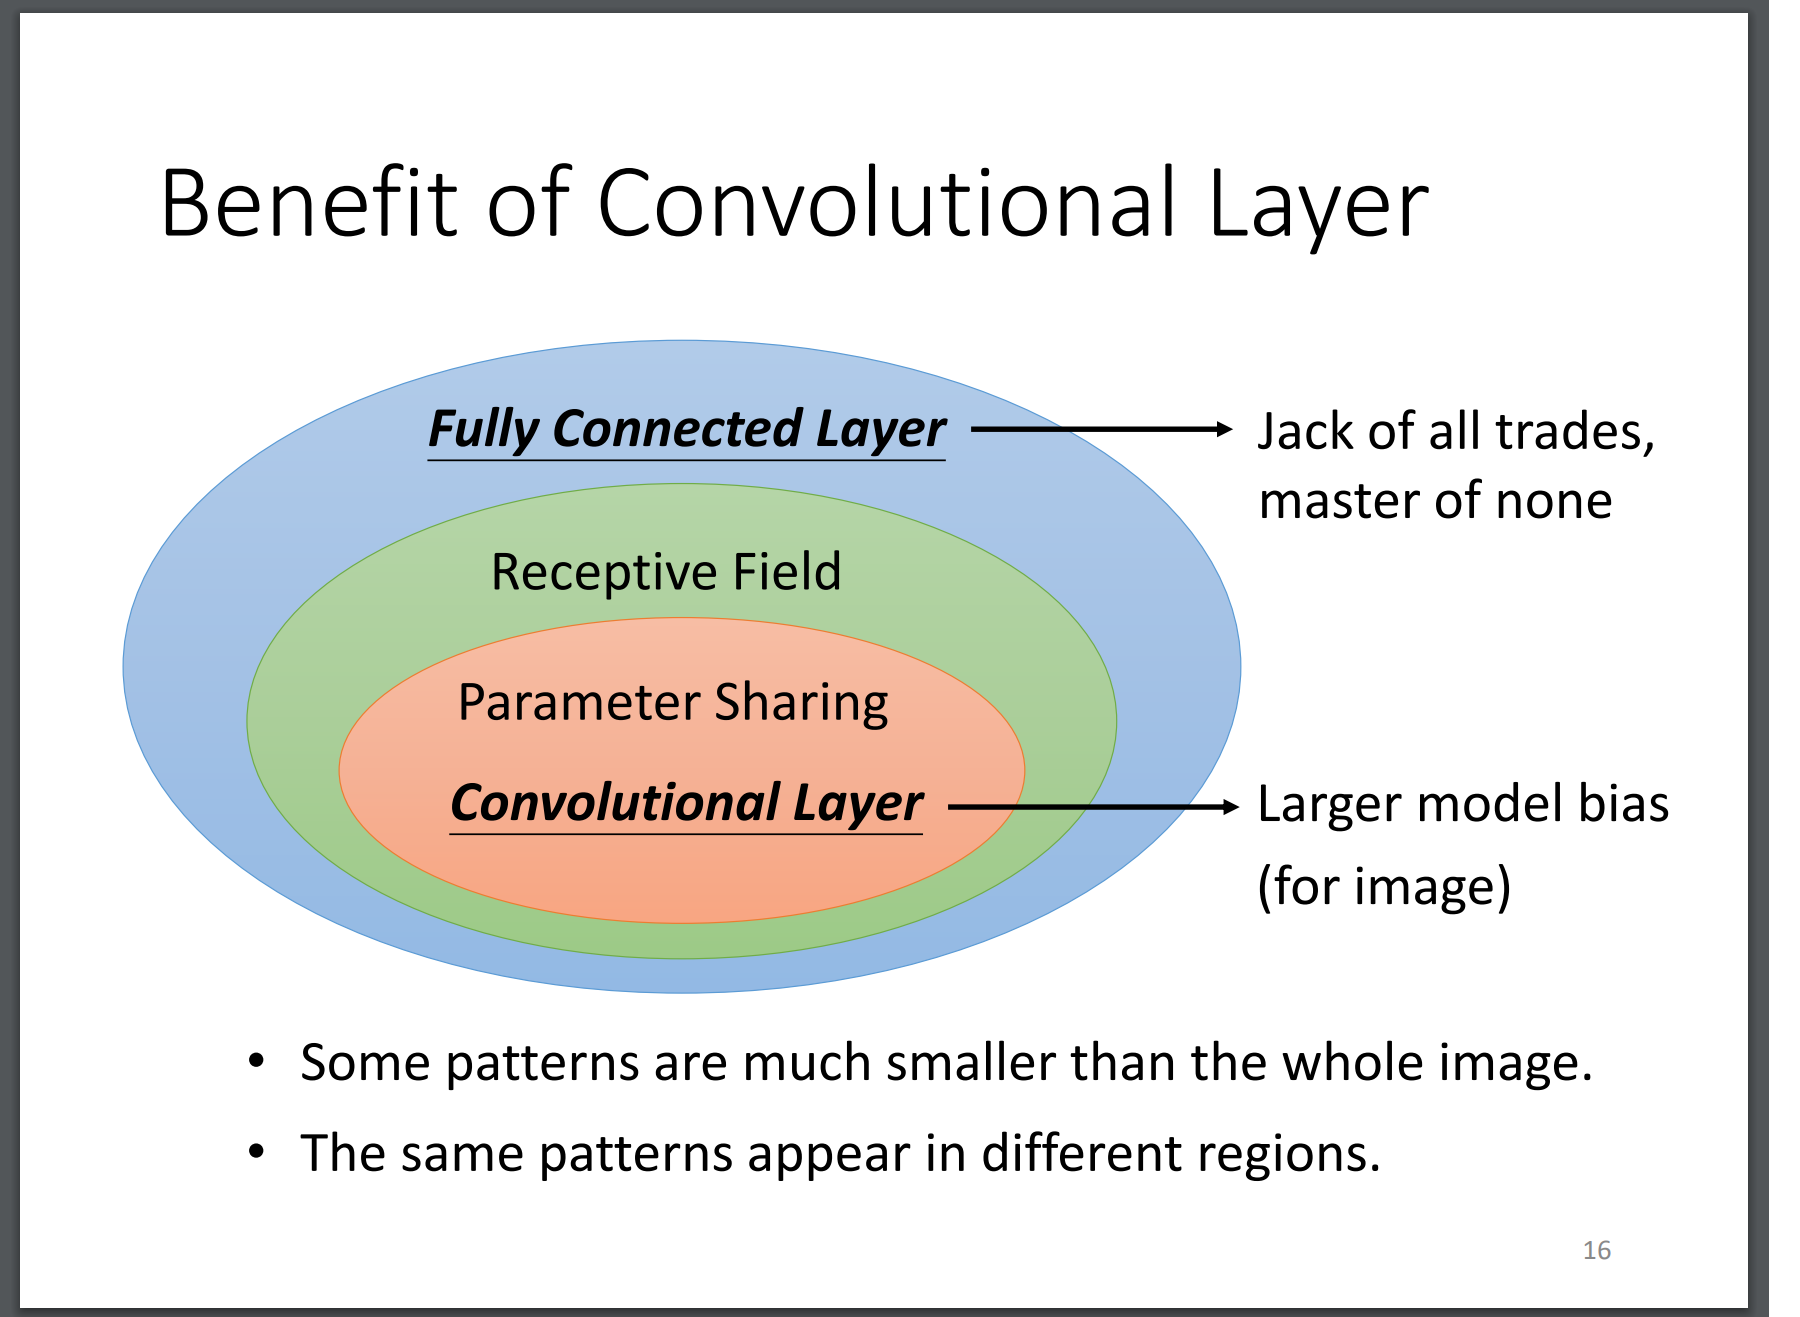 Benefit of Convolutional Layer
Fully Connected Layer
Jack of all trades,
master of none
Receptive Field
Parameter Sharing
Convolutional Layer
Larger model bias
(for image)
• Some patterns are much smaller than the whole image.
• The same patterns appear in different regions.
16